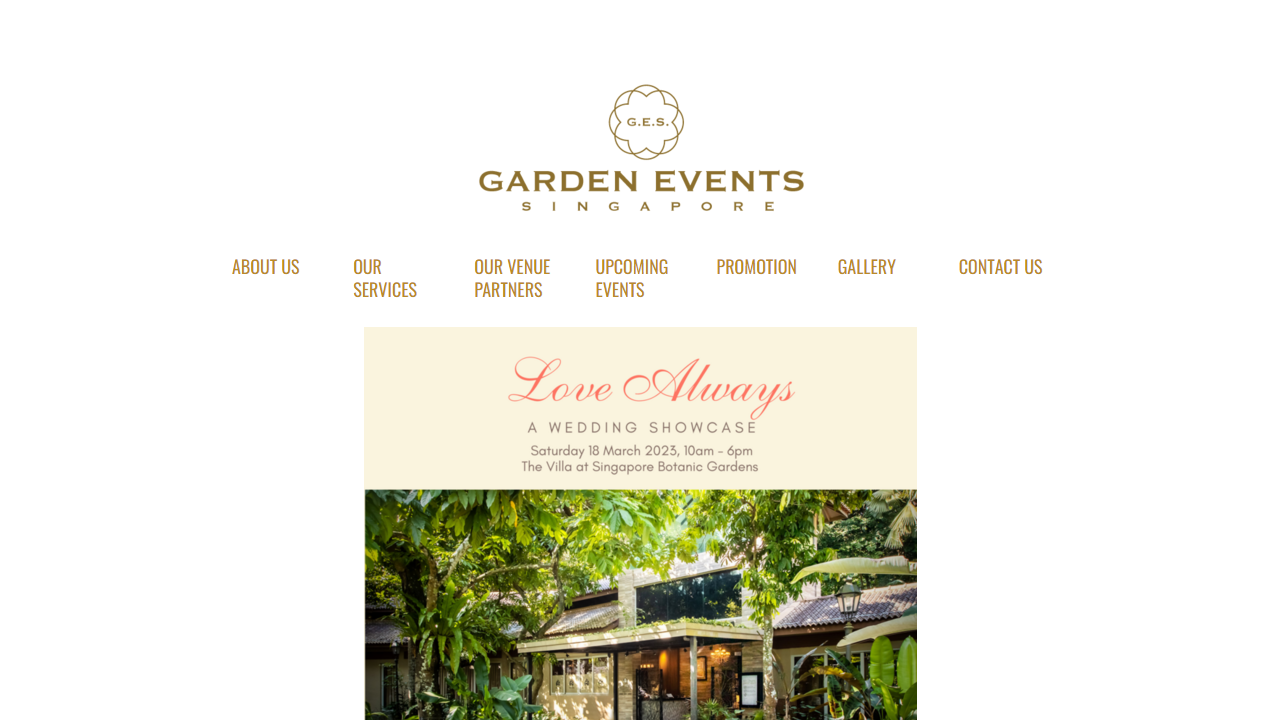 G.E.S.
GARDEN EVENTS
SINGAPORE
ABOUT US
OUR SERVICES
OUR VENUE PARTNERS
UPCOMING EVENTS
PROMOTION
GALLERY
CONTACT US
Love Always
A WEDDING SHOWCASE
Saturday 18 March 2023, 10am - 6pm
The Villa at Singapore Botanic Gardens